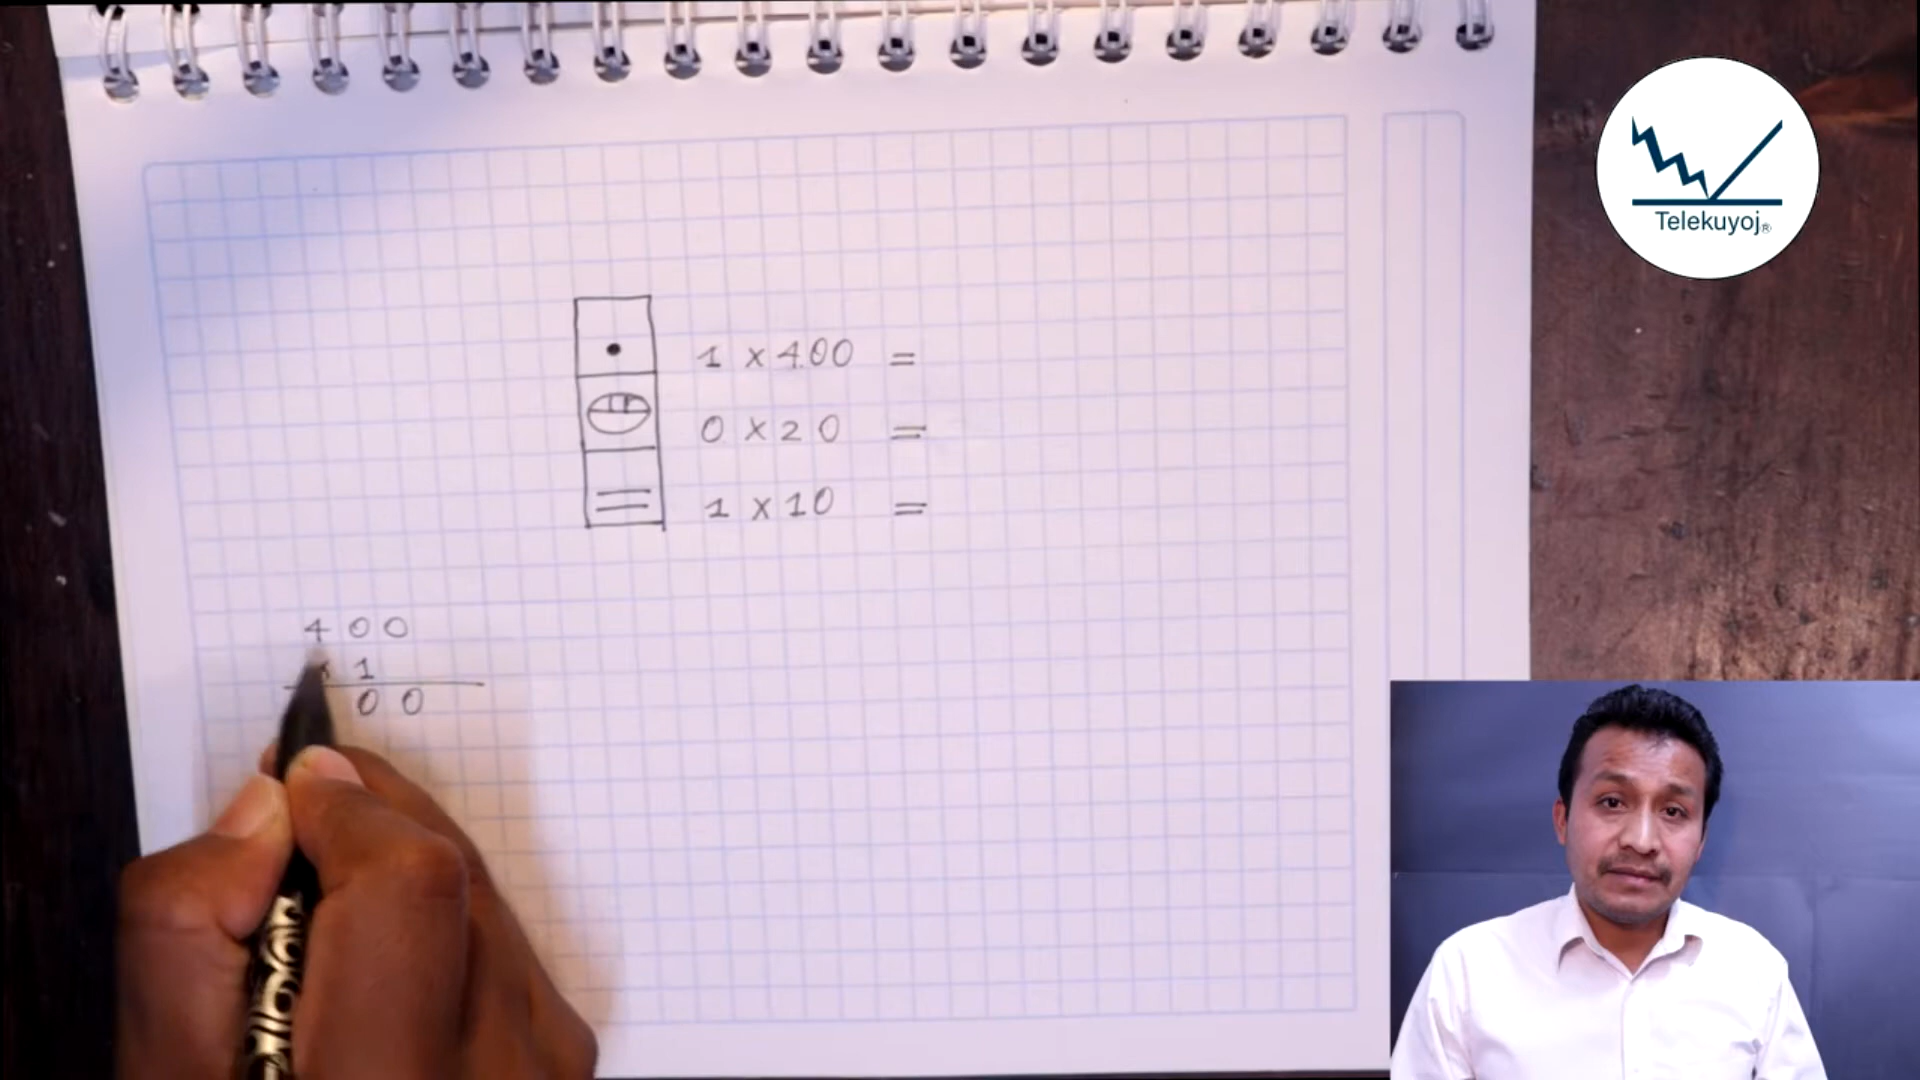 Telekuyoj®
1 x 400 =
0 x 20 =
1 x 10 =
400
x 1
00